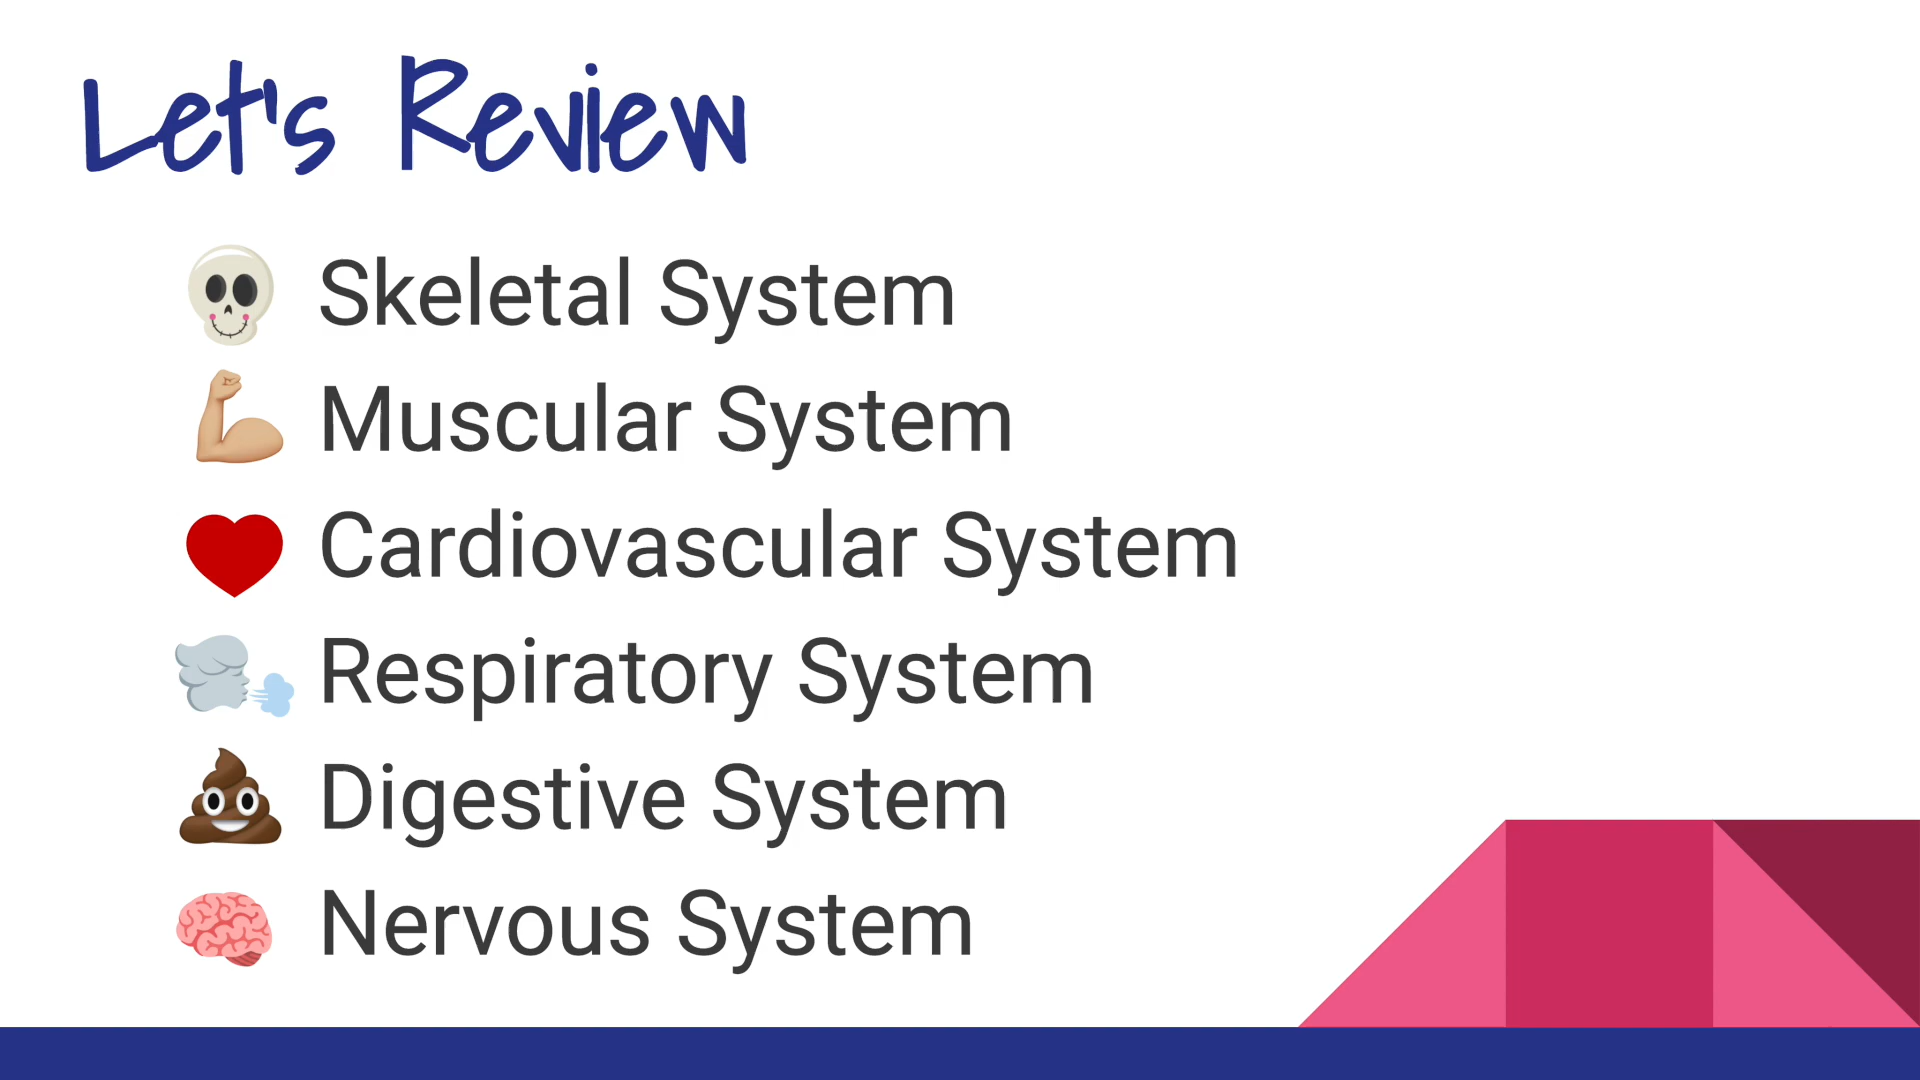 Let's Review
Skeletal System
Muscular System
Cardiovascular System
Respiratory System
Digestive System
Nervous System